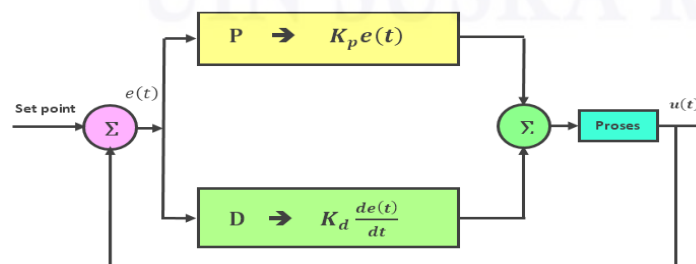 P → K_p e(t)
e(t)
Set point
Σ
Σ
Proses
u(t)
D → K_d de(t)/dt